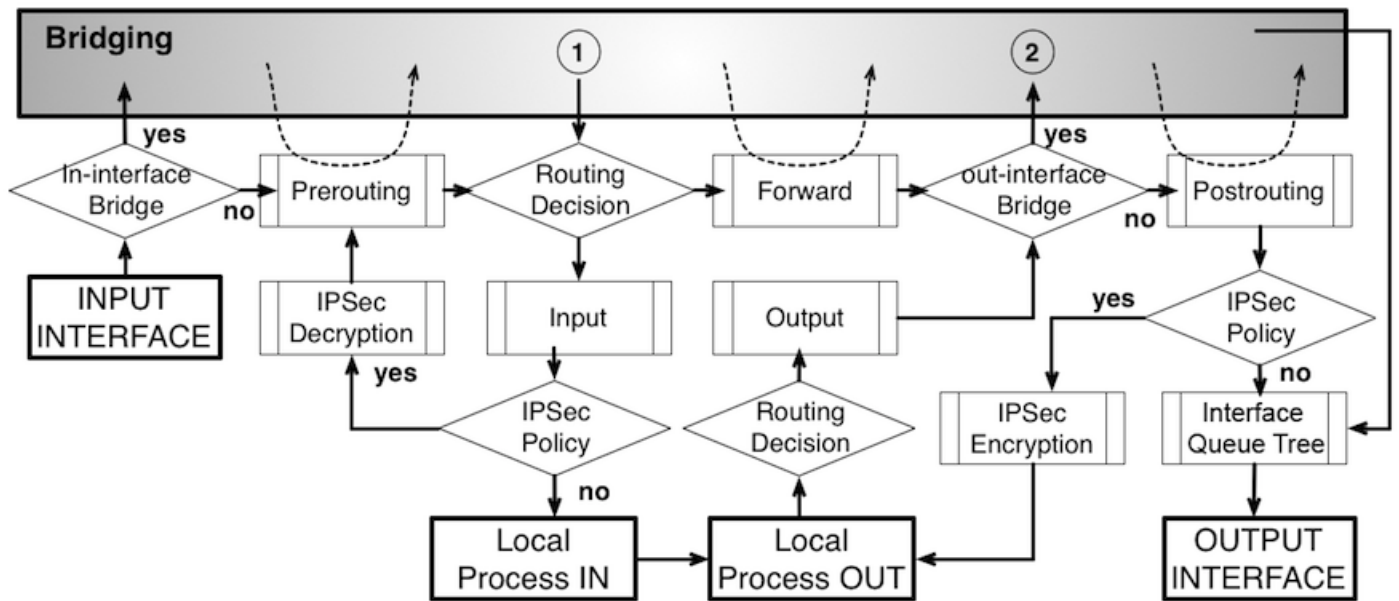 Bridging
1
2
yes
yes
In-interface
Bridge
no
Prerouting
Routing
Decision
Forward
out-interface
Bridge
no
Postrouting
INPUT
INTERFACE
IPSec
Decryption
yes
Input
Output
yes
IPSec
Policy
no
IPSec
Policy
no
Routing
Decision
IPSec
Encryption
Interface
Queue Tree
Local
Process IN
Local
Process OUT
OUTPUT
INTERFACE